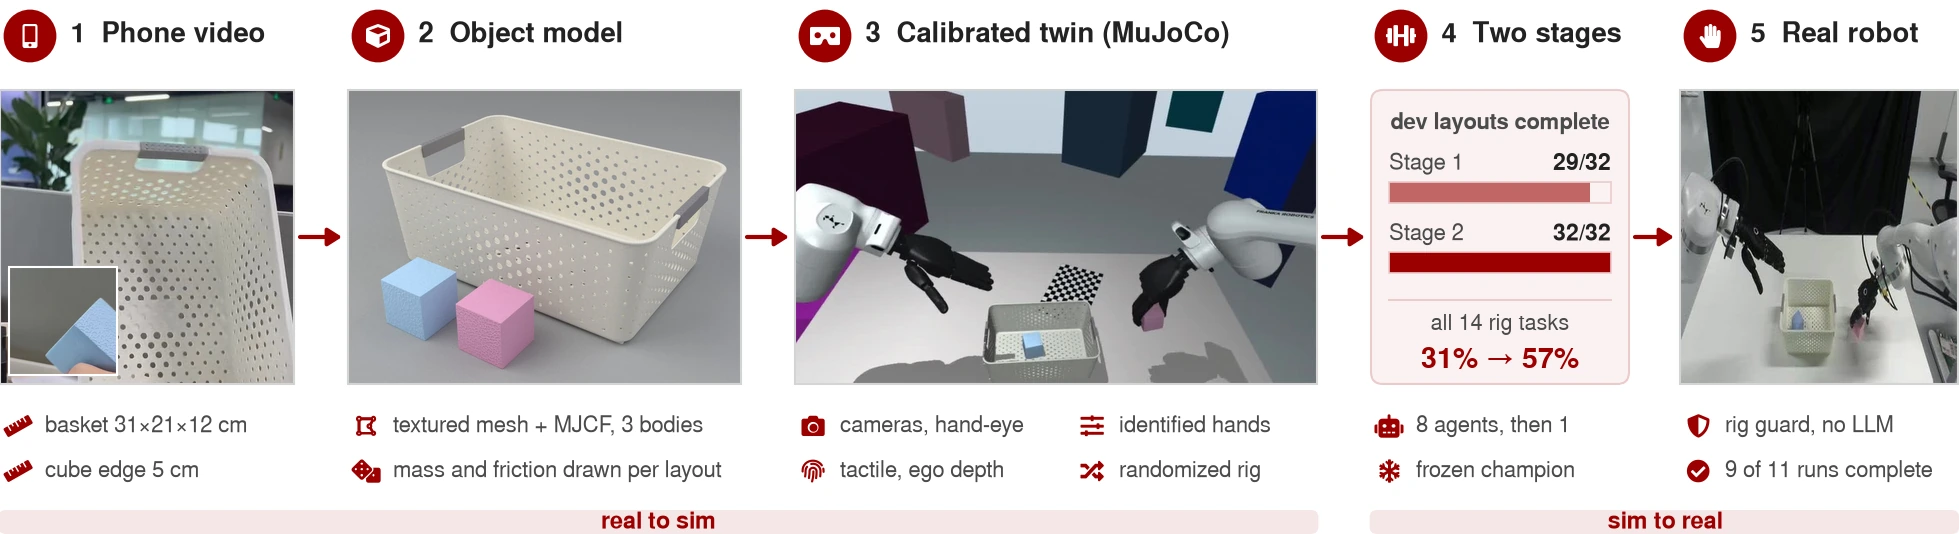 1 Phone video
basket 31×21×12 cm
cube edge 5 cm
2 Object model
textured mesh + MJCF, 3 bodies
mass and friction drawn per layout
3 Calibrated twin (MuJoCo)
FRANKA ROBOTICS
cameras, hand-eye
identified hands
tactile, ego depth
randomized rig
real to sim
4 Two stages
dev layouts complete
Stage 1 29/32
Stage 2 32/32
all 14 rig tasks
31% → 57%
8 agents, then 1
frozen champion
5 Real robot
rig guard, no LLM
9 of 11 runs complete
sim to real